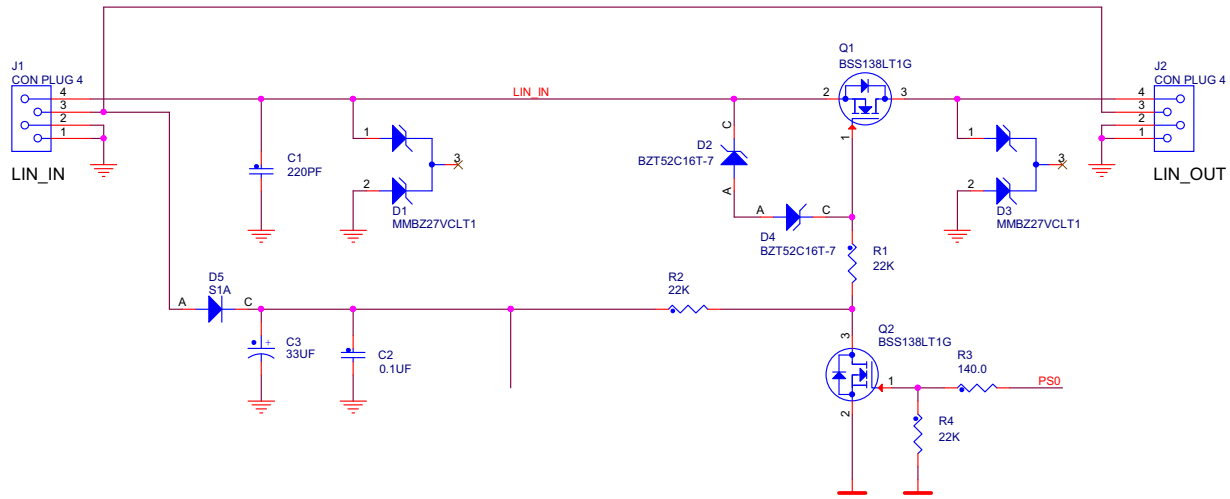 J1
CON PLUG 4
4
3
2
1
LIN_IN
C1
220PF
1
2
3
D1
MMBZ27VCLT1
LIN_IN
C
D2
BZT52C16T-7
A
A
C
D4
BZT52C16T-7
Q1
BSS138LT1G
2
3
1
R1
22K
1
2
3
D3
MMBZ27VCLT1
J2
CON PLUG 4
4
3
2
1
LIN_OUT
D5
S1A
A
C
C3
33UF
+
C2
0.1UF
R2
22K
Q2
BSS138LT1G
3
1
2
R3
140.0
PS0
R4
22K